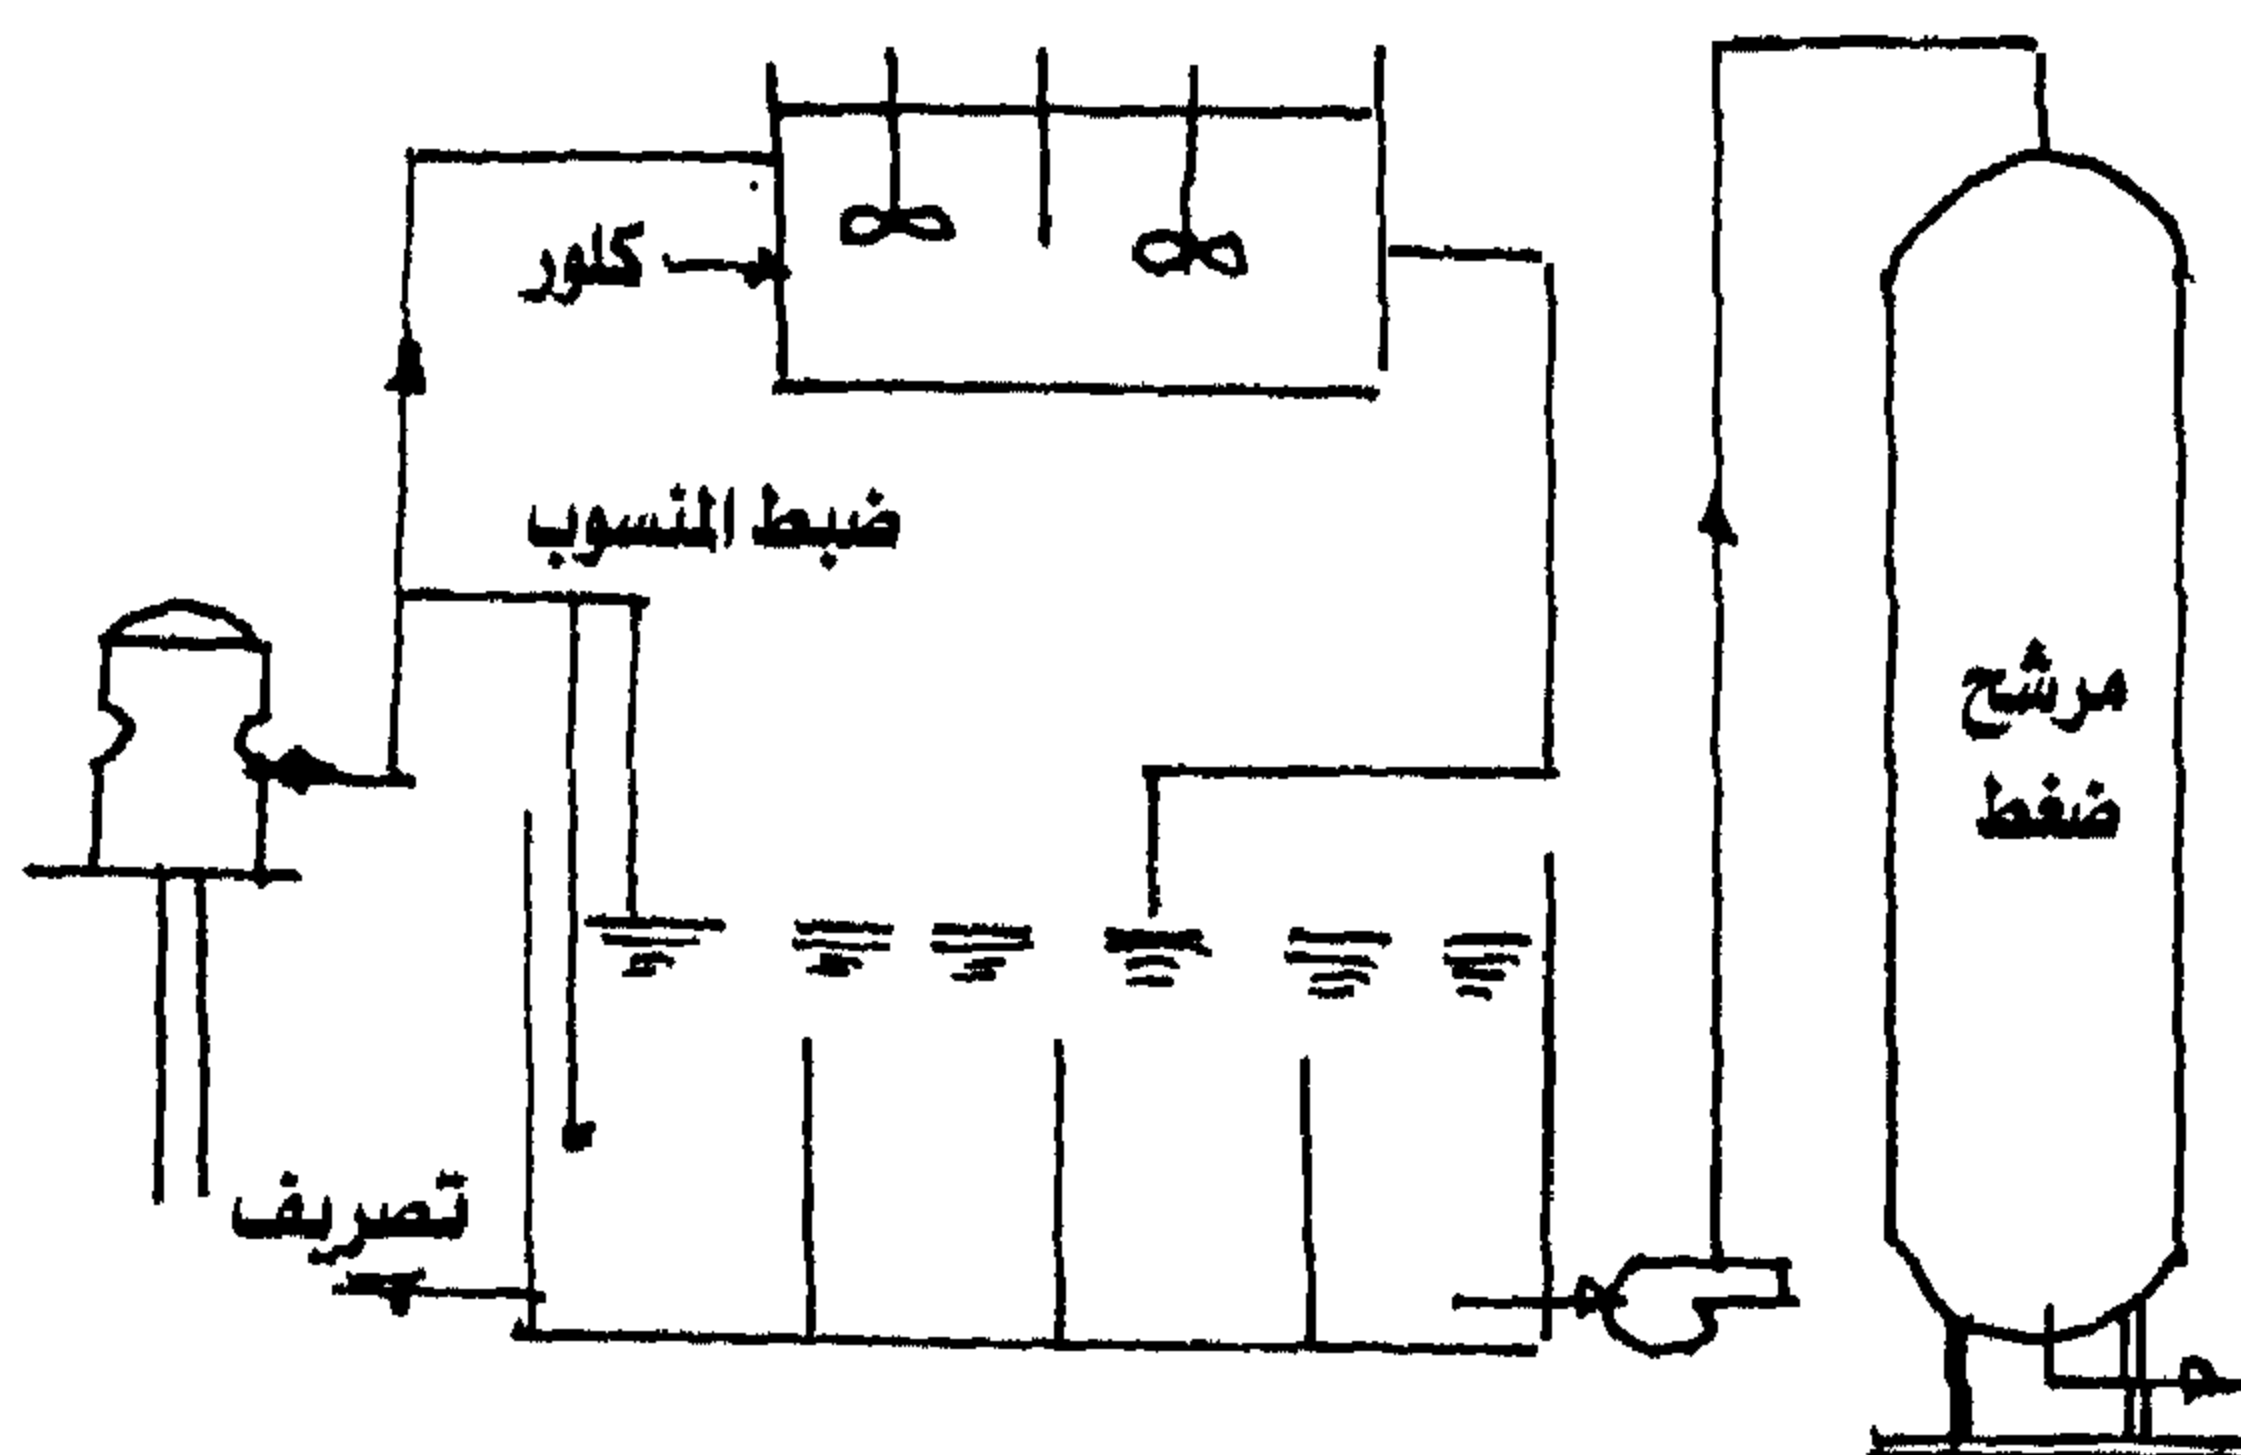 كلور
ضبط المنسوب
مرشح
ضغط
تصريف